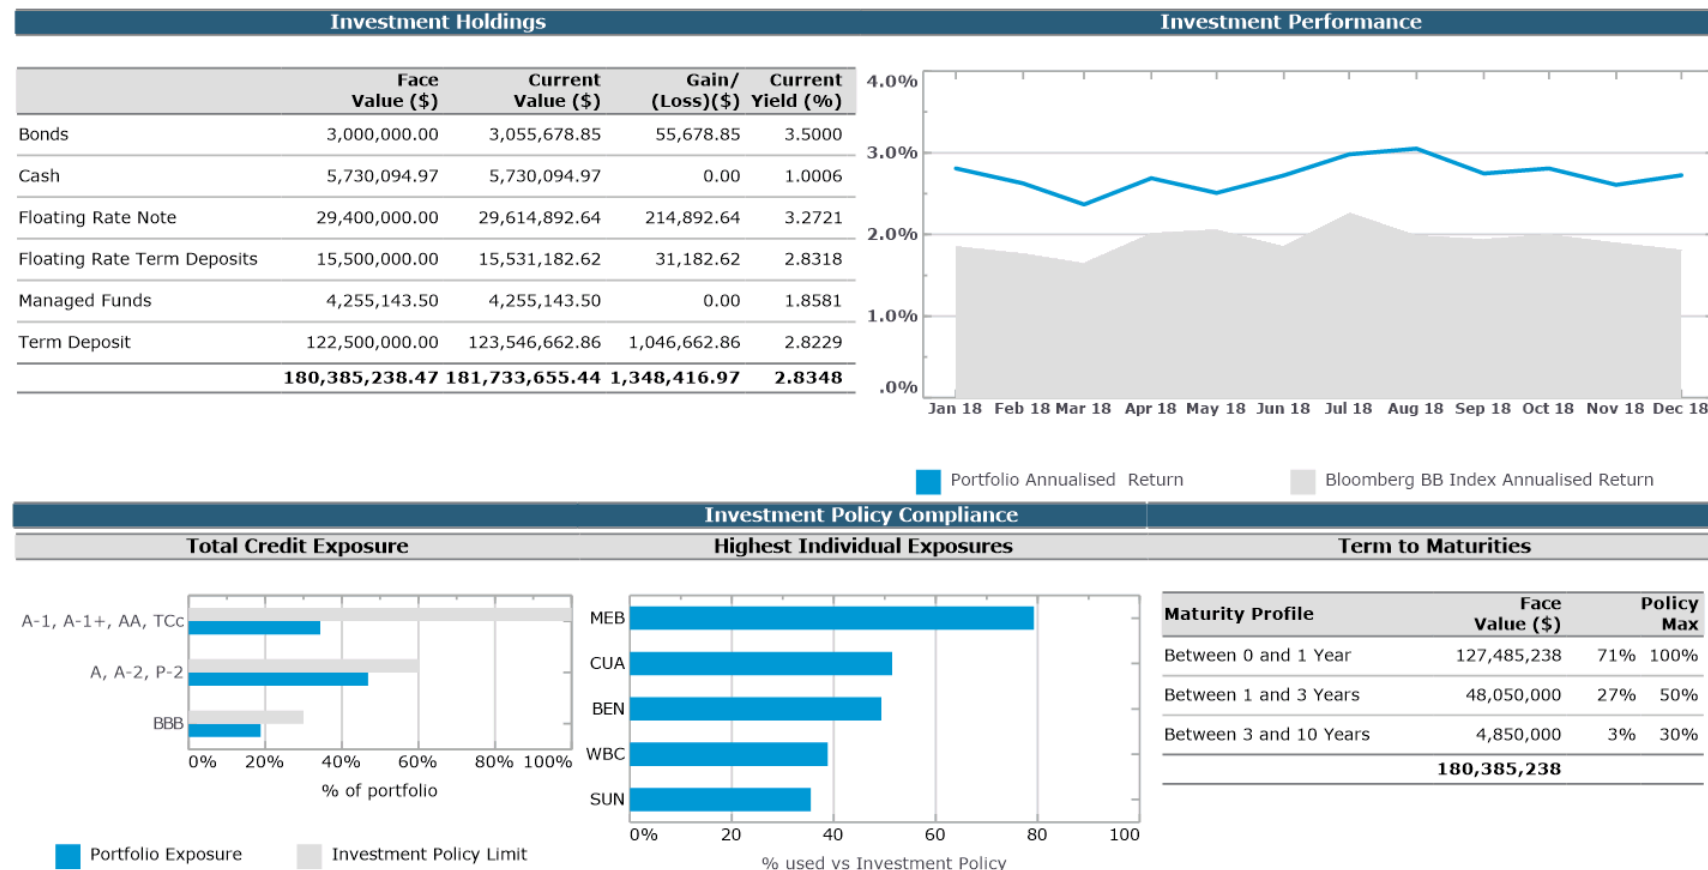 Investment Holdings
Face Current Gain/ Current
Value ($) Value ($) (Loss)($) Yield (%)
Bonds 3,000,000.00 3,055,678.85 55,678.85 3.5000
Cash 5,730,094.97 5,730,094.97 0.00 1.0006
Floating Rate Note 29,400,000.00 29,614,892.64 214,892.64 3.2721
Floating Rate Term Deposits 15,500,000.00 15,531,182.62 31,182.62 2.8318
Managed Funds 4,255,143.50 4,255,143.50 0.00 1.8581
Term Deposit 122,500,000.00 123,546,662.86 1,046,662.86 2.8229
180,385,238.47 181,733,655.44 1,348,416.97 2.8348
Investment Performance
4.0%
3.0%
2.0%
1.0%
.0%
Jan 18 Feb 18 Mar 18 Apr 18 May 18 Jun 18 Jul 18 Aug 18 Sep 18 Oct 18 Nov 18 Dec 18
Portfolio Annualised Return Bloomberg BB Index Annualised Return
Investment Policy Compliance
Total Credit Exposure
A-1, A-1+, AA, TCc
A, A-2, P-2
BBB
0% 20% 40% 60% 80% 100%
% of portfolio
Portfolio Exposure Investment Policy Limit
Highest Individual Exposures
MEB
CUA
BEN
WBC
SUN
0% 20 40 60 80 100
% used vs Investment Policy
Term to Maturities
Maturity Profile Face Policy
Value ($) Max
Between 0 and 1 Year 127,485,238 71% 100%
Between 1 and 3 Years 48,050,000 27% 50%
Between 3 and 10 Years 4,850,000 3% 30%
180,385,238